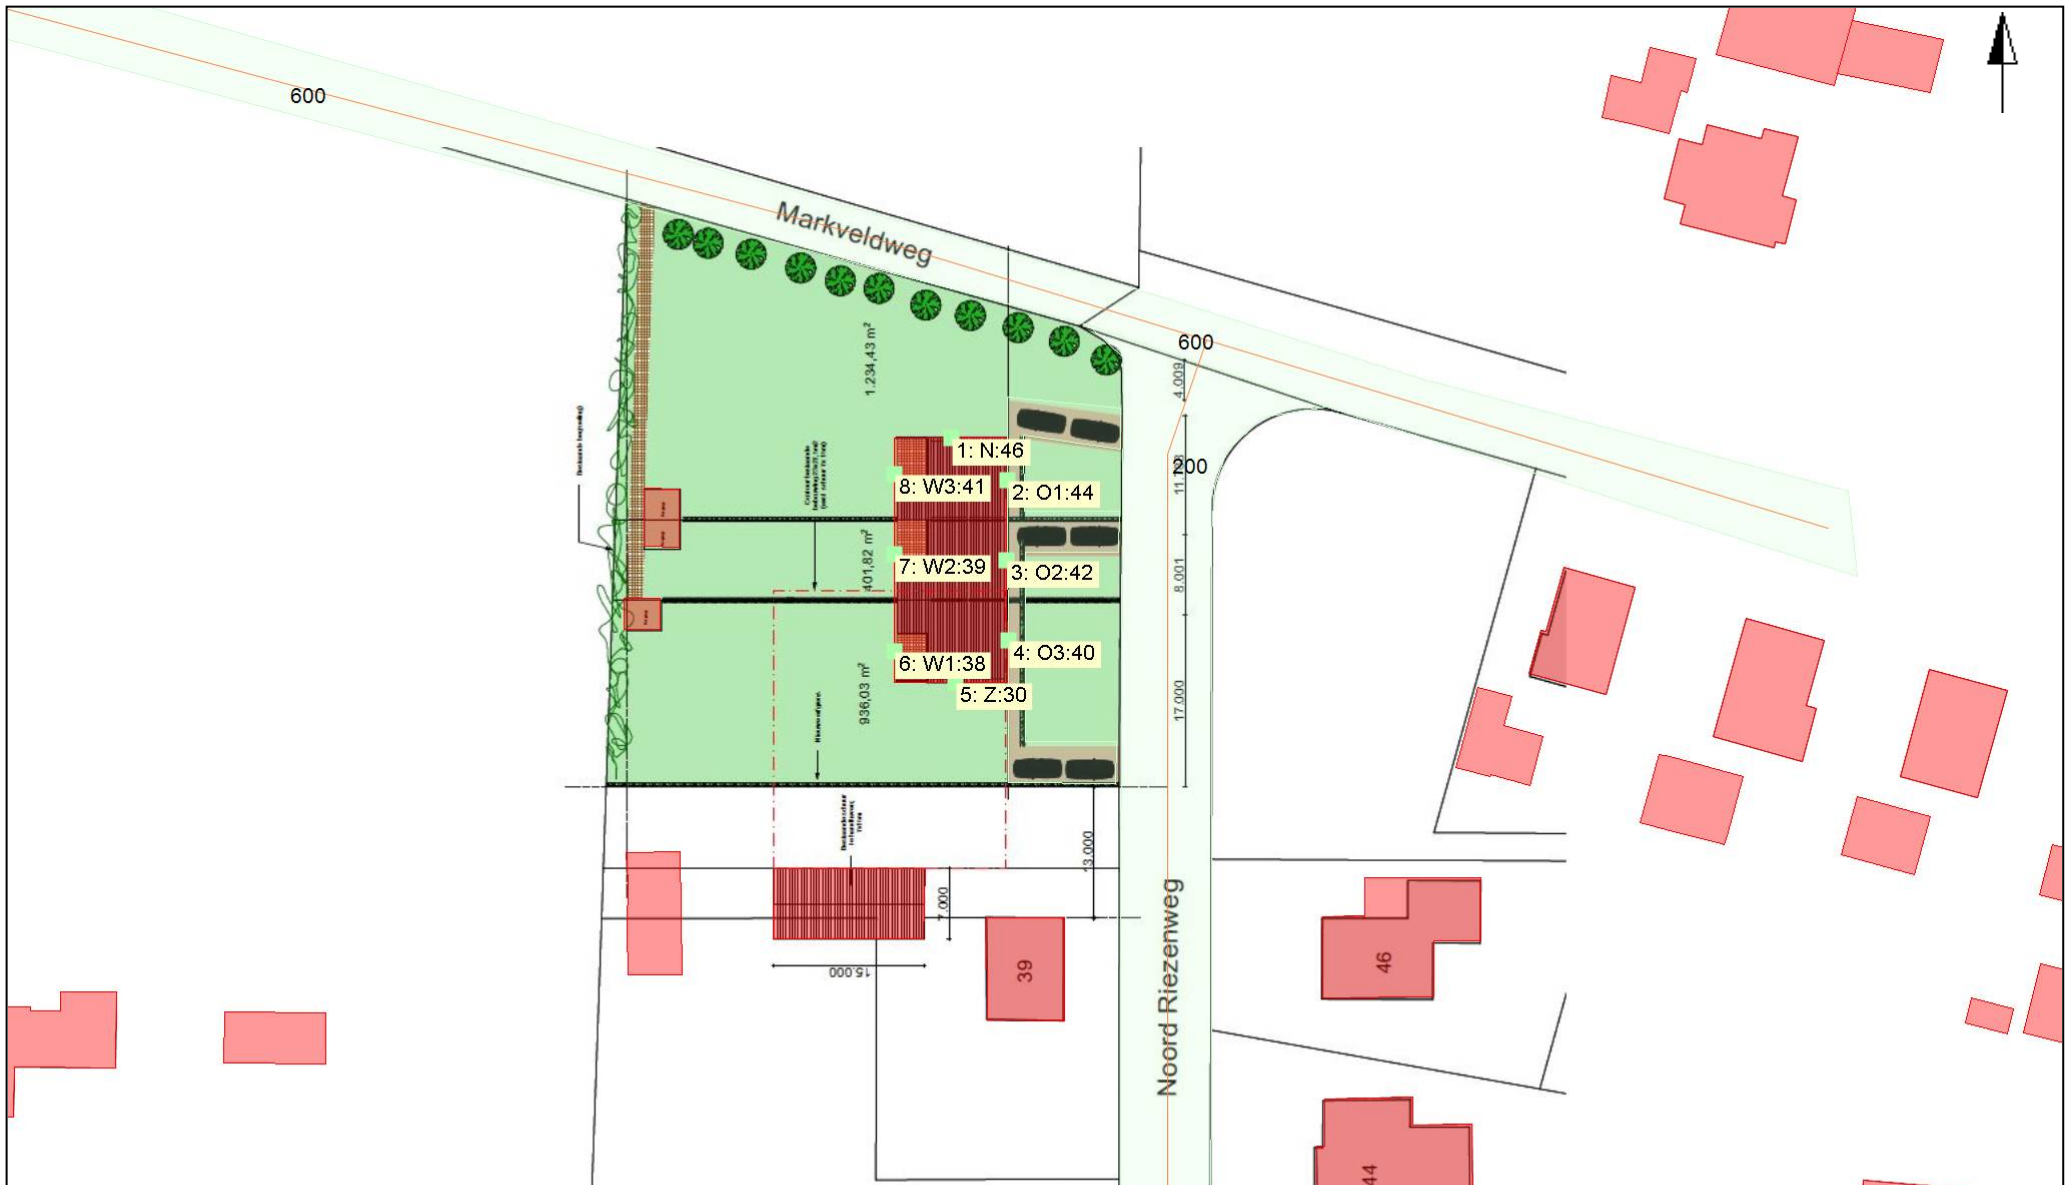 600
Markveldweg
600
4.009
1.234,43 m²
1: N:46
200
8: W3:41
2: O1:44
401,82 m²
7: W2:39
3: O2:42
8.001
4: O3:40
6: W1:38
936,03 m²
5: Z:30
17.000
13.000
7.000
15.000
39
46
Noord Riezenweg
44